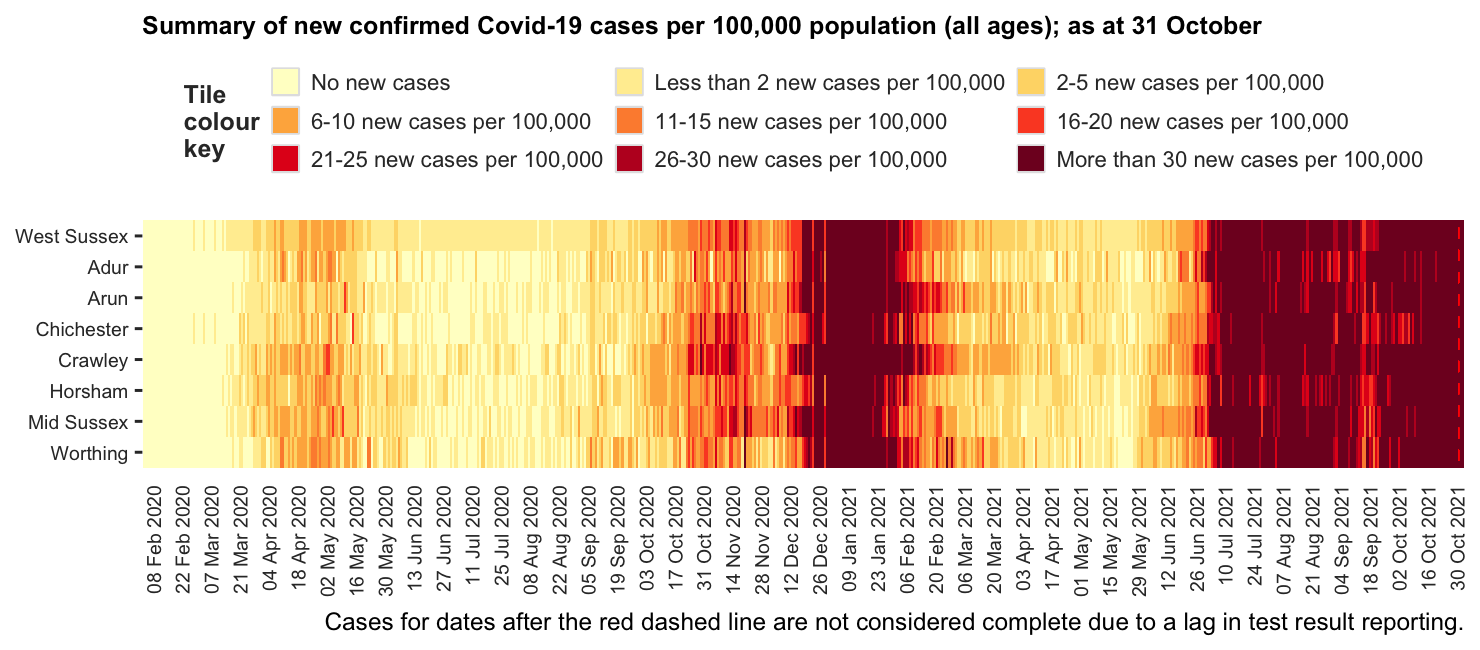 Summary of new confirmed Covid-19 cases per 100,000 population (all ages); as at 31 October
Tile
colour
key
No new cases
Less than 2 new cases per 100,000
2-5 new cases per 100,000
6-10 new cases per 100,000
11-15 new cases per 100,000
16-20 new cases per 100,000
21-25 new cases per 100,000
26-30 new cases per 100,000
More than 30 new cases per 100,000
West Sussex
Adur
Arun
Chichester
Crawley
Horsham
Mid Sussex
Worthing
08 Feb 2020
22 Feb 2020
07 Mar 2020
21 Mar 2020
04 Apr 2020
18 Apr 2020
02 May 2020
16 May 2020
30 May 2020
13 Jun 2020
27 Jun 2020
11 Jul 2020
25 Jul 2020
08 Aug 2020
22 Aug 2020
05 Sep 2020
19 Sep 2020
03 Oct 2020
17 Oct 2020
31 Oct 2020
14 Nov 2020
28 Nov 2020
12 Dec 2020
26 Dec 2020
09 Jan 2021
23 Jan 2021
06 Feb 2021
20 Feb 2021
06 Mar 2021
20 Mar 2021
03 Apr 2021
17 Apr 2021
01 May 2021
15 May 2021
29 May 2021
12 Jun 2021
26 Jun 2021
10 Jul 2021
24 Jul 2021
07 Aug 2021
21 Aug 2021
04 Sep 2021
18 Sep 2021
02 Oct 2021
16 Oct 2021
30 Oct 2021
Cases for dates after the red dashed line are not considered complete due to a lag in test result reporting.